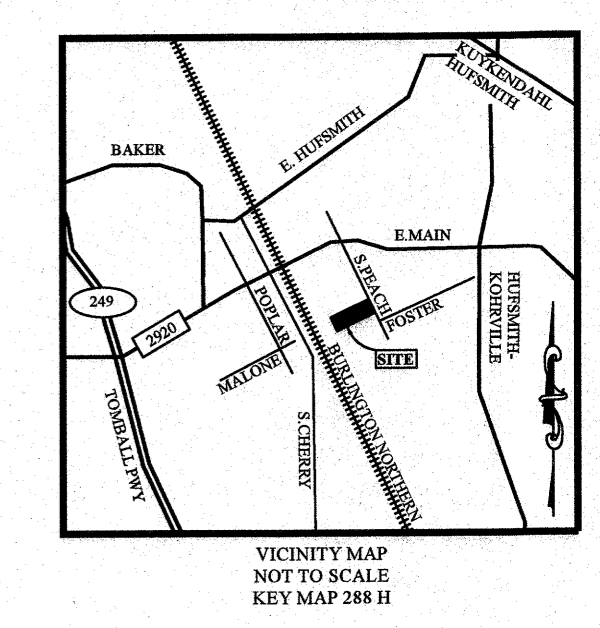 KUYKENDAHL
HUFSMITH
BAKER
E. HUFSMITH
E.MAIN
S.PEACH
249
2920
POPLAR
FOSTER
HUFSMITH-
KOHRVILLE
SITE
MALONE
TOMBALL PWY
S.CHERRY
BURLINGTON NORTHERN
VICINITY MAP
NOT TO SCALE
KEY MAP 288 H